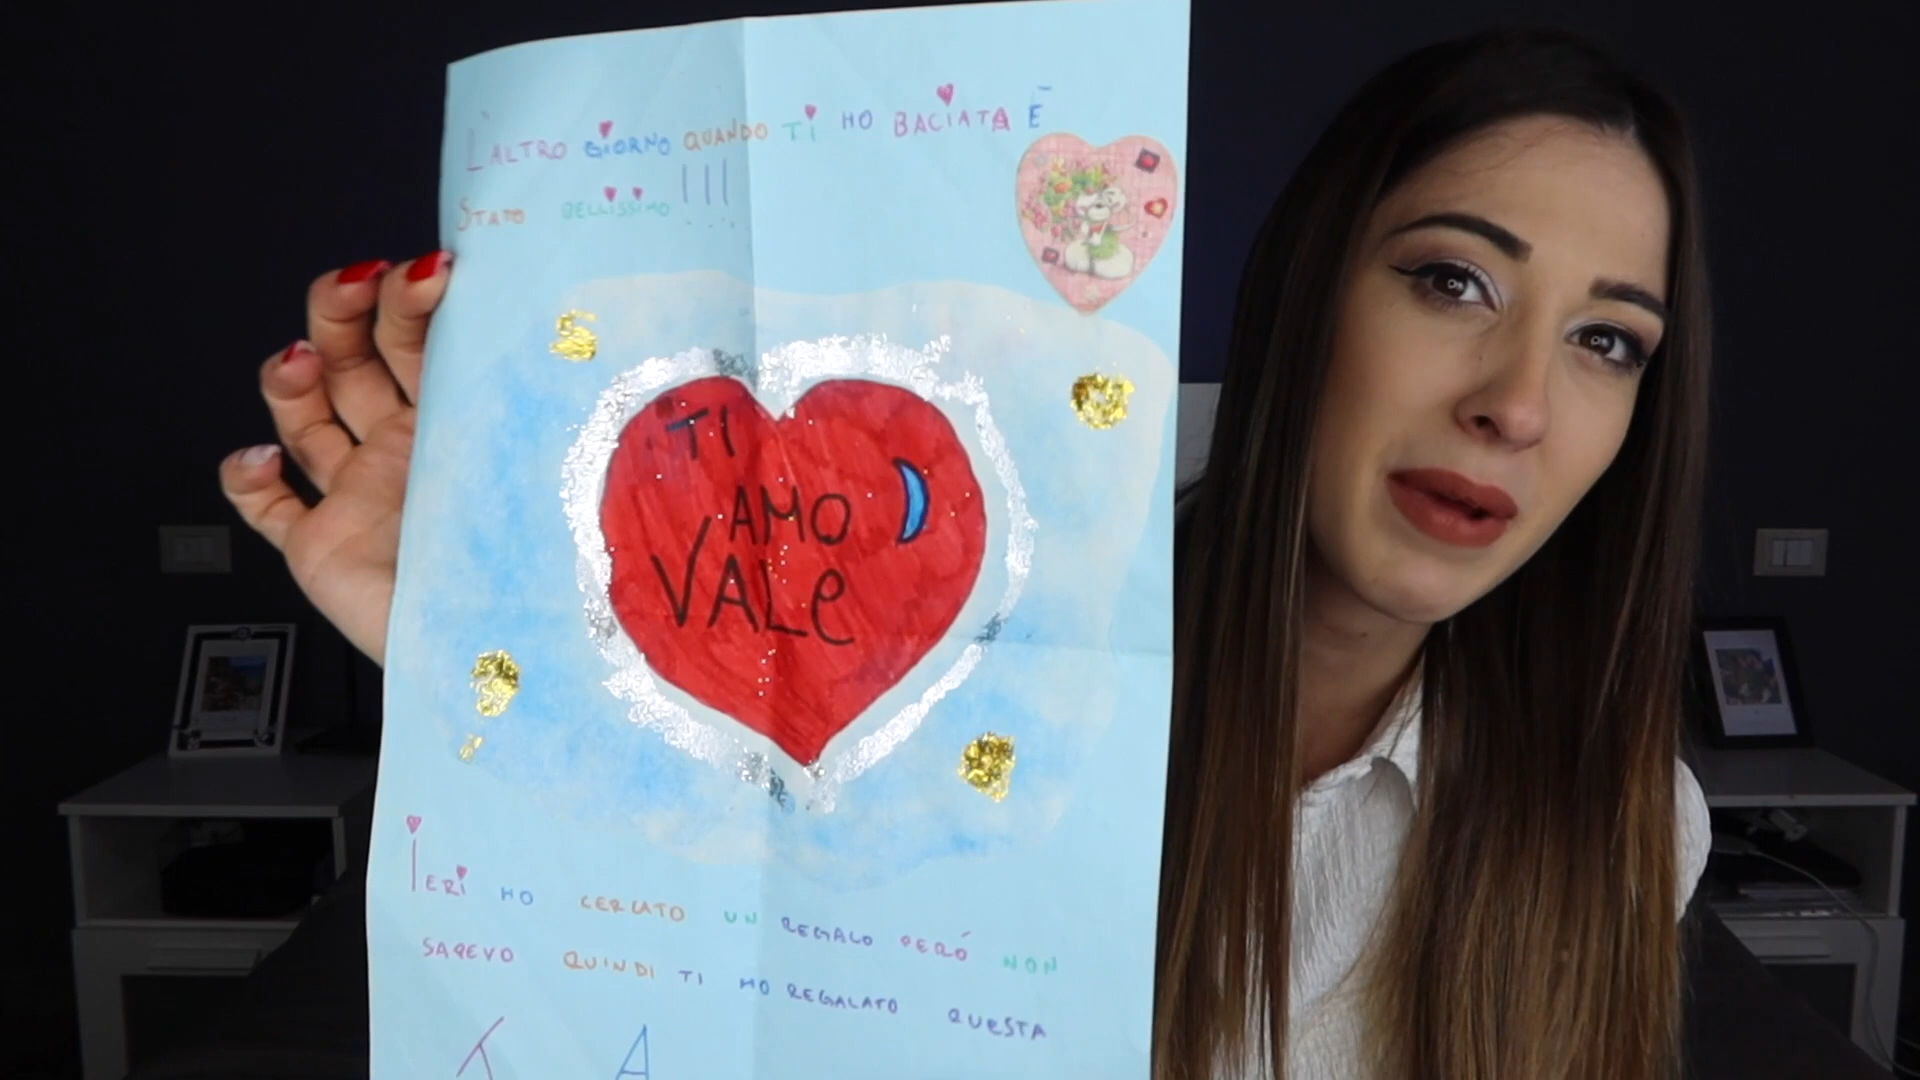 L'ALTRO GIORNO QUANDO TI HO BACIATA È
STATO BELLISSIMO!!!
TI
AMO
VALe
IERI HO CERCATO UN REGALO PERÓ NON
SAPEVO QUINDI TI HO REGALATO QUESTA